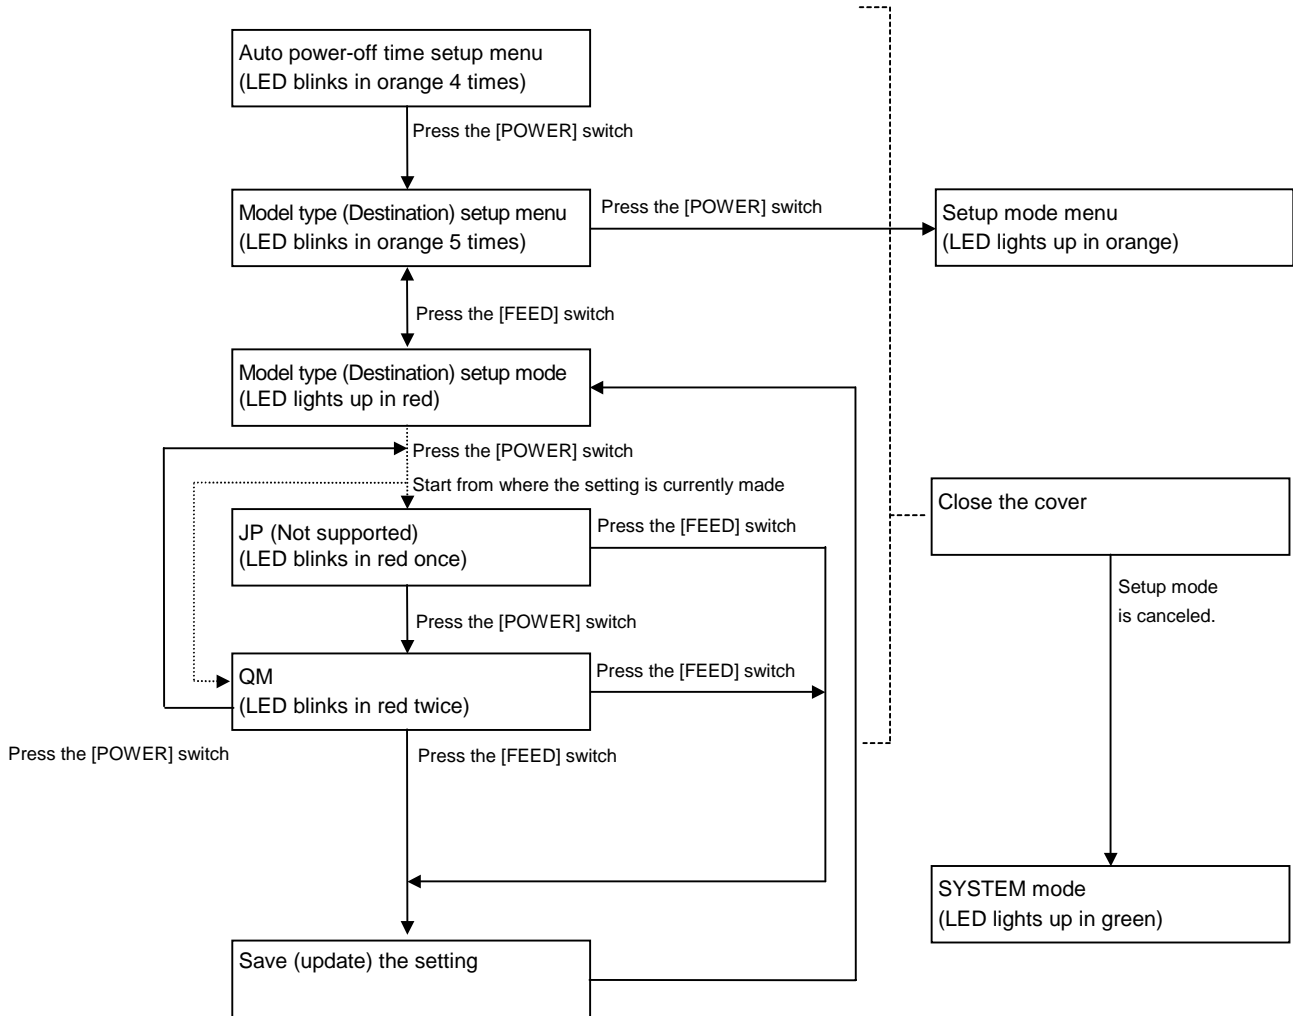 Auto power-off time setup menu
(LED blinks in orange 4 times)
Press the [POWER] switch
Model type (Destination) setup menu
(LED blinks in orange 5 times)
Press the [POWER] switch
Setup mode menu
(LED lights up in orange)
Press the [FEED] switch
Model type (Destination) setup mode
(LED lights up in red)
Press the [POWER] switch
Start from where the setting is currently made
JP (Not supported)
(LED blinks in red once)
Press the [FEED] switch
Close the cover
Setup mode
is canceled.
Press the [POWER] switch
QM
(LED blinks in red twice)
Press the [FEED] switch
Press the [POWER] switch
Press the [FEED] switch
SYSTEM mode
(LED lights up in green)
Save (update) the setting